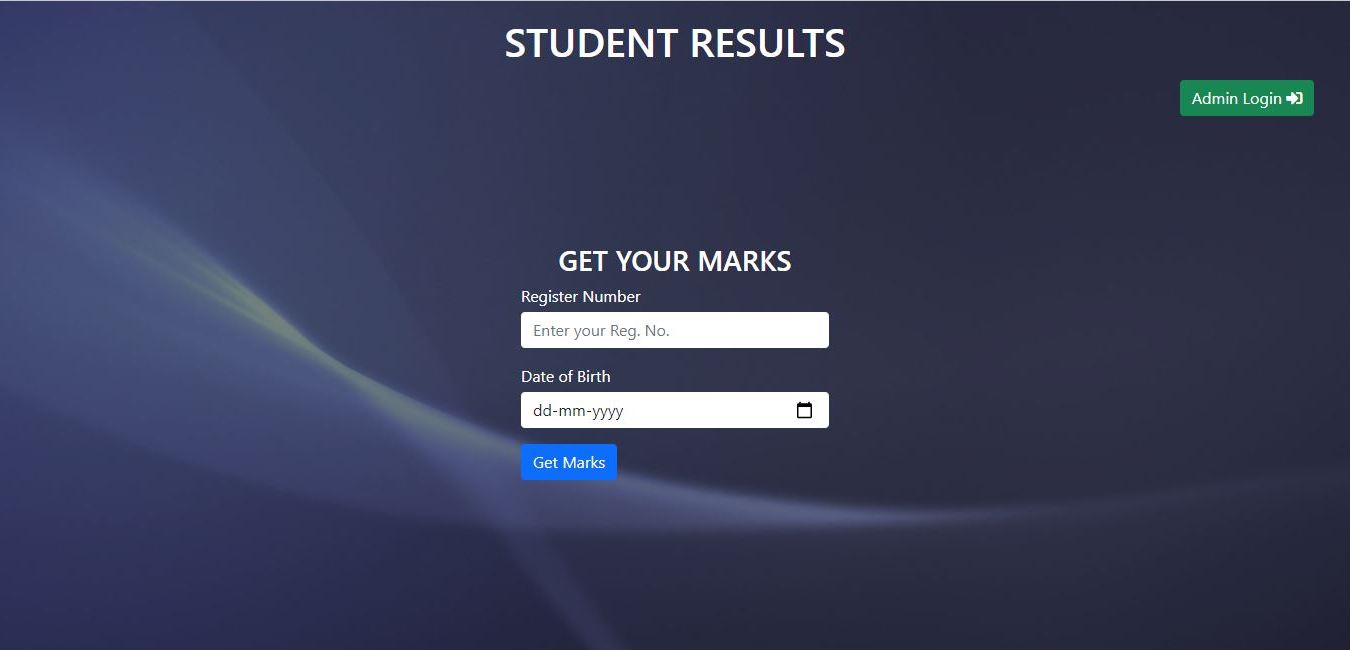 STUDENT RESULTS
Admin Login
GET YOUR MARKS
Register Number
Enter your Reg. No.
Date of Birth
dd-mm-yyyy
Get Marks